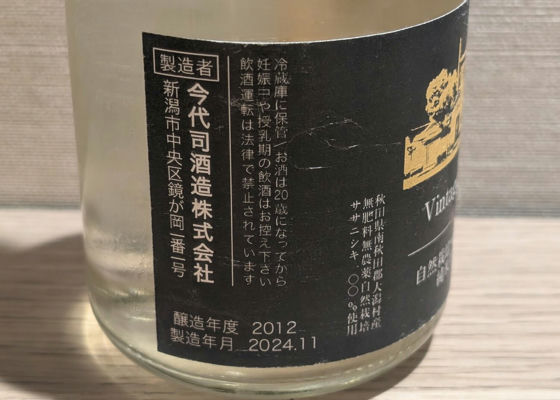 冷蔵庫に保管/お酒は20歳になってから
妊娠中や授乳期の飲酒はお控え下さい
飲酒運転は法律で禁止されています
製造者
今代司酒造株式会社
新潟市中央区鏡が岡一番一号
醸造年度 2012
製造年月 2024.11
Vinta
自然栽
純米
秋田県南秋田郡大潟村産
無肥料無農薬自然栽培
ササニシキ一〇〇%使用